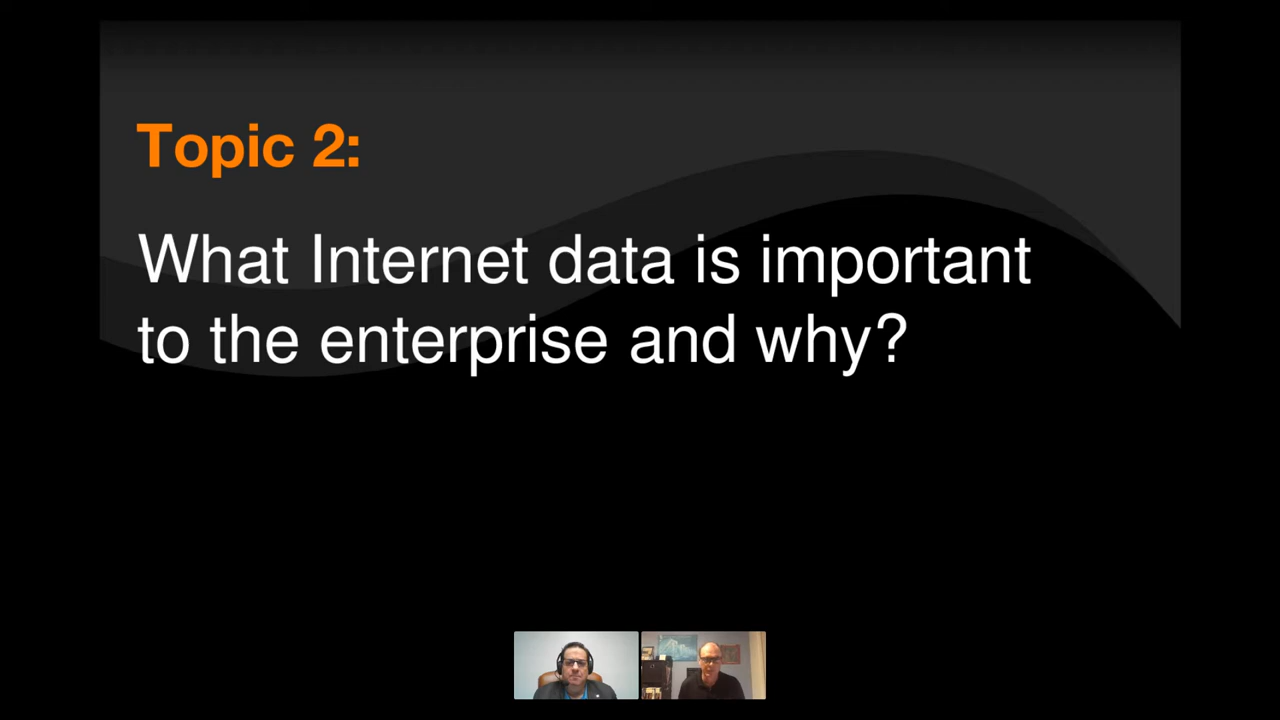 Topic 2:
What Internet data is important
to the enterprise and why?